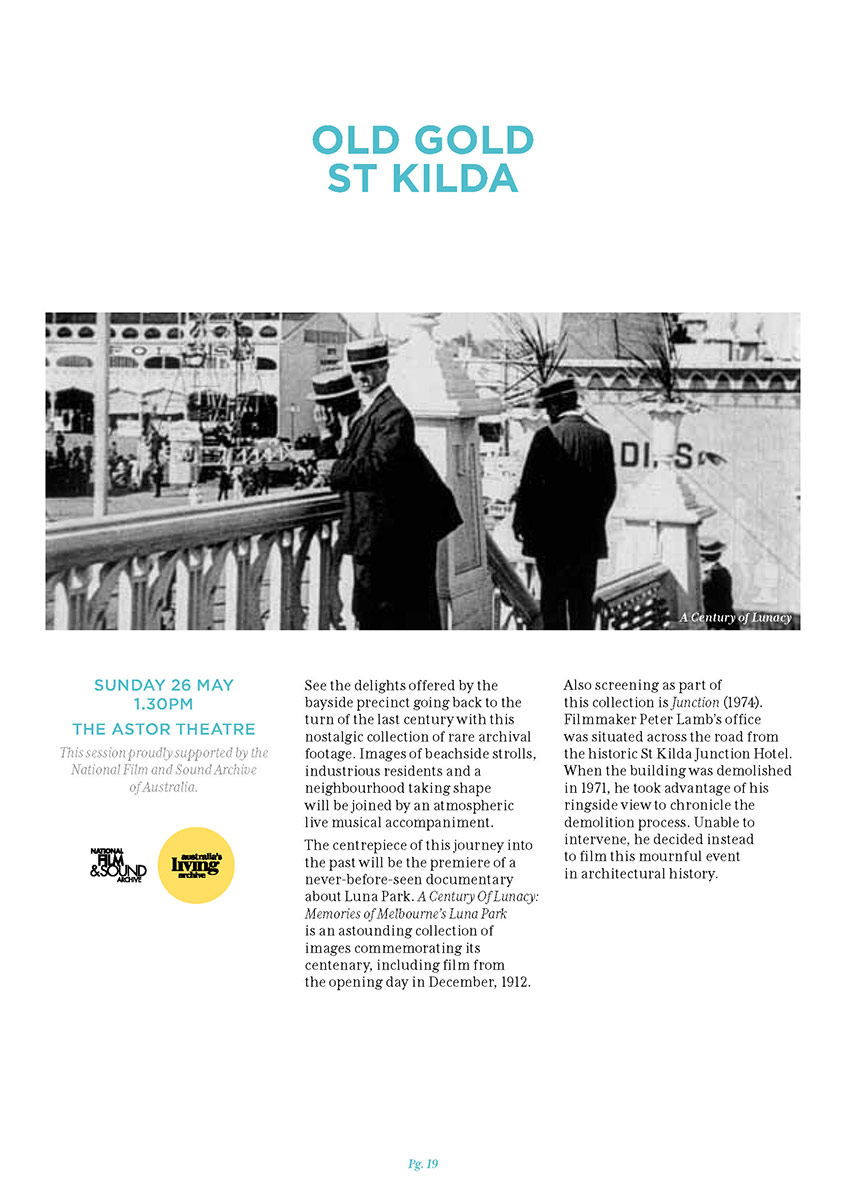 OLD GOLD
ST KILDA
FOLLIES
DI
S
A Century of Lunacy
SUNDAY 26 MAY
1.30PM
THE ASTOR THEATRE
This session proudly supported by the
National Film and Sound Archive
of Australia.
NATIONAL
FILM
&SOUND
ARCHIVE
australia's
living
archive
See the delights offered by the
bayside precinct going back to the
turn of the last century with this
nostalgic collection of rare archival
footage. Images of beachside strolls,
industrious residents and a
neighbourhood taking shape
will be joined by an atmospheric
live musical accompaniment.
The centrepiece of this journey into
the past will be the premiere of a
never-before-seen documentary
about Luna Park. A Century Of Lunacy:
Memories of Melbourne's Luna Park
is an astounding collection of
images commemorating its
centenary, including film from
the opening day in December, 1912.
Also screening as part of
this collection is Junction (1974).
Filmmaker Peter Lamb's office
was situated across the road from
the historic St Kilda Junction Hotel.
When the building was demolished
in 1971, he took advantage of his
ringside view to chronicle the
demolition process. Unable to
intervene, he decided instead
to film this mournful event
in architectural history.
Pg. 19